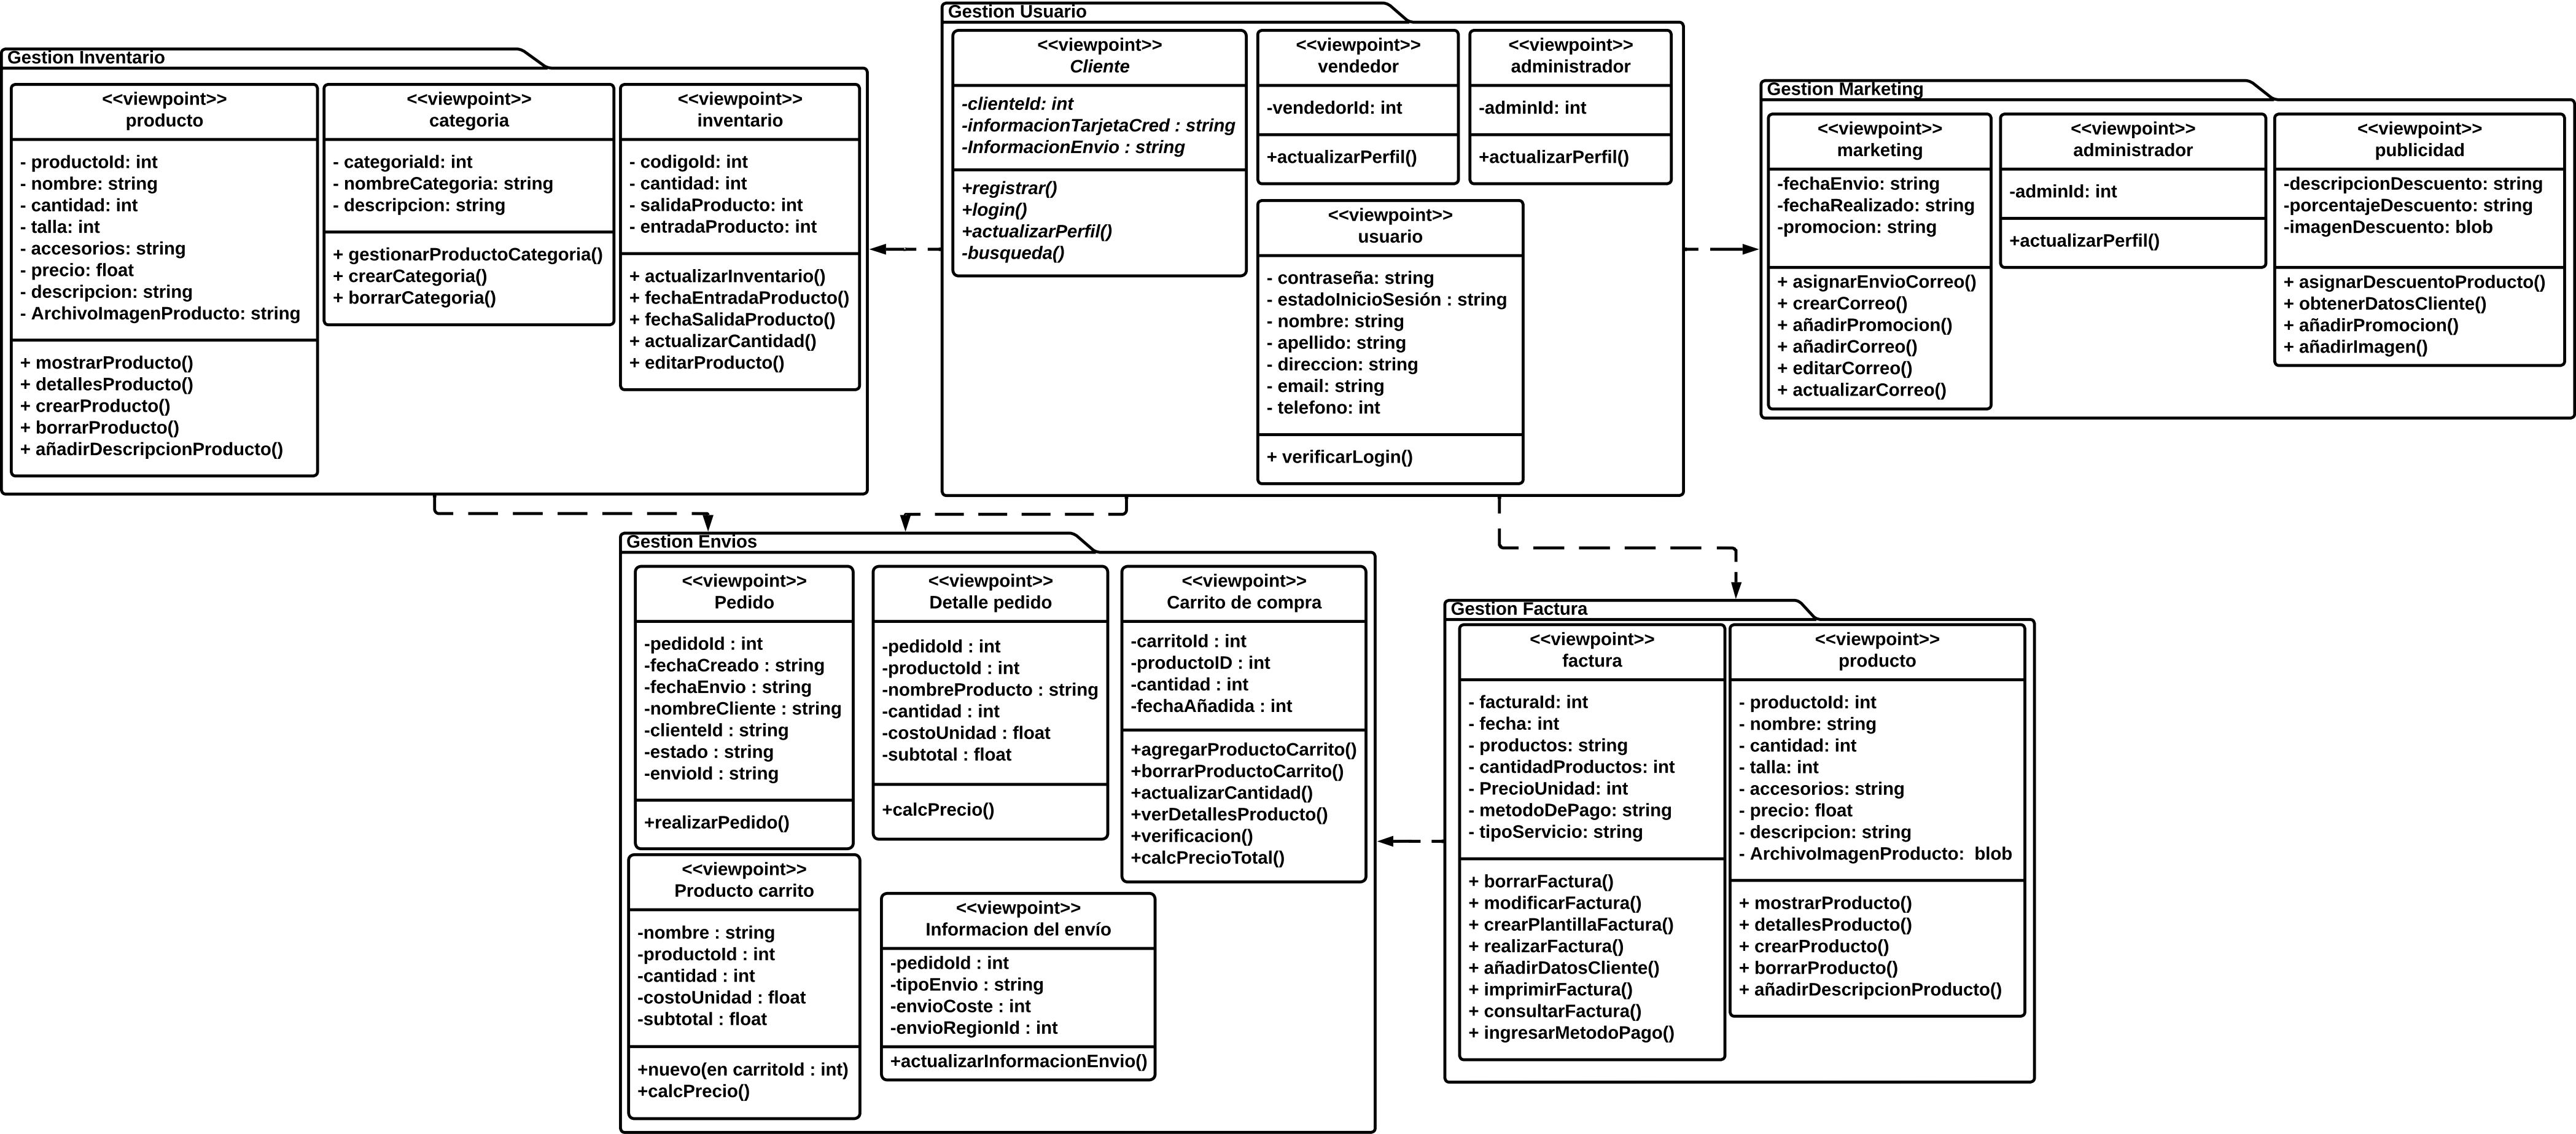 Gestion Inventario
<<viewpoint>>
producto
- productoId: int
- nombre: string
- cantidad: int
- talla: int
- accesorios: string
- precio: float
- descripcion: string
- ArchivoImagenProducto: string
+ mostrarProducto()
+ detallesProducto()
+ crearProducto()
+ borrarProducto()
+ añadirDescripcionProducto()
<<viewpoint>>
categoria
- categoriaId: int
- nombreCategoria: string
- descripcion: string
+ gestionarProductoCategoria()
+ crearCategoria()
+ borrarCategoria()
<<viewpoint>>
inventario
- codigoId: int
- cantidad: int
- salidaProducto: int
- entradaProducto: int
+ actualizarInventario()
+ fechaEntradaProducto()
+ fechaSalidaProducto()
+ actualizarCantidad()
+ editarProducto()
Gestion Usuario
<<viewpoint>>
Cliente
-clienteId: int
-informacionTarjetaCred : string
-InformacionEnvio : string
+registrar()
+login()
+actualizarPerfil()
-busqueda()
<<viewpoint>>
vendedor
-vendedorId: int
+actualizarPerfil()
<<viewpoint>>
administrador
-adminId: int
+actualizarPerfil()
<<viewpoint>>
usuario
- contraseña: string
- estadoInicioSesión : string
- nombre: string
- apellido: string
- direccion: string
- email: string
- telefono: int
+ verificarLogin()
Gestion Marketing
<<viewpoint>>
marketing
-fechaEnvio: string
-fechaRealizado: string
-promocion: string
+ asignarEnvioCorreo()
+ crearCorreo()
+ añadirPromocion()
+ añadirCorreo()
+ editarCorreo()
+ actualizarCorreo()
<<viewpoint>>
administrador
-adminId: int
+actualizarPerfil()
<<viewpoint>>
publicidad
-descripcionDescuento: string
-porcentajeDescuento: string
-imagenDescuento: blob
+ asignarDescuentoProducto()
+ obtenerDatosCliente()
+ añadirPromocion()
+ añadirImagen()
Gestion Envios
<<viewpoint>>
Pedido
-pedidoId : int
-fechaCreado : string
-fechaEnvio : string
-nombreCliente : string
-clienteId : string
-estado : string
-envioId : string
+realizarPedido()
<<viewpoint>>
Detalle pedido
-pedidoId : int
-productoId : int
-nombreProducto : string
-cantidad : int
-costoUnidad : float
-subtotal : float
+calcPrecio()
<<viewpoint>>
Carrito de compra
-carritoId : int
-productoID : int
-cantidad : int
-fechaAñadida : int
+agregarProductoCarrito()
+borrarProductoCarrito()
+actualizarCantidad()
+verDetallesProducto()
+verificacion()
+calcPrecioTotal()
<<viewpoint>>
Producto carrito
-nombre : string
-productoId : int
-cantidad : int
-costoUnidad : float
-subtotal : float
+nuevo(en carritoId : int)
+calcPrecio()
<<viewpoint>>
Informacion del envío
-pedidoId : int
-tipoEnvio : string
-envioCoste : int
-envioRegionId : int
+actualizarInformacionEnvio()
Gestion Factura
<<viewpoint>>
factura
- facturaId: int
- fecha: int
- productos: string
- cantidadProductos: int
- PrecioUnidad: int
- metodoDePago: string
- tipoServicio: string
+ borrarFactura()
+ modificarFactura()
+ crearPlantillaFactura()
+ realizarFactura()
+ añadirDatosCliente()
+ imprimirFactura()
+ consultarFactura()
+ ingresarMetodoPago()
<<viewpoint>>
producto
- productoId: int
- nombre: string
- cantidad: int
- talla: int
- accesorios: string
- precio: float
- descripcion: string
- ArchivoImagenProducto: blob
+ mostrarProducto()
+ detallesProducto()
+ crearProducto()
+ borrarProducto()
+ añadirDescripcionProducto()